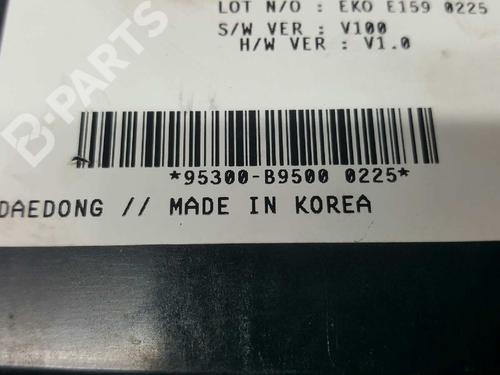 LOT N/O : EKO E159 0225
S/W VER : V100
H/W VER : V1.0
B-PARTS
*95300-B9500 0225*
DAEDONG // MADE IN KOREA